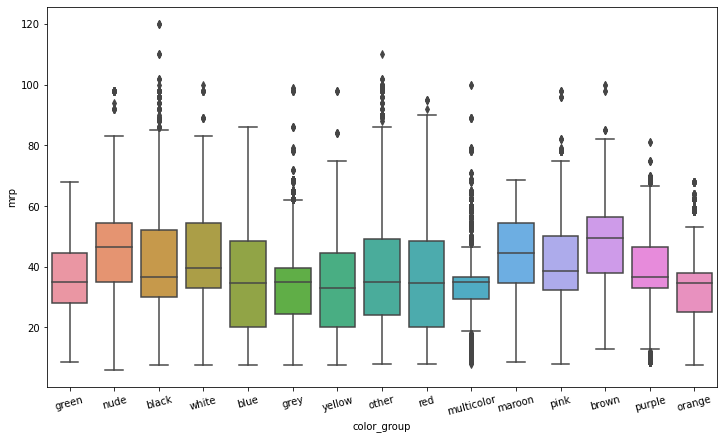 120
100
80
60
40
20
mrp
green nude black white blue grey yellow other red multicolor maroon pink brown purple orange
color_group